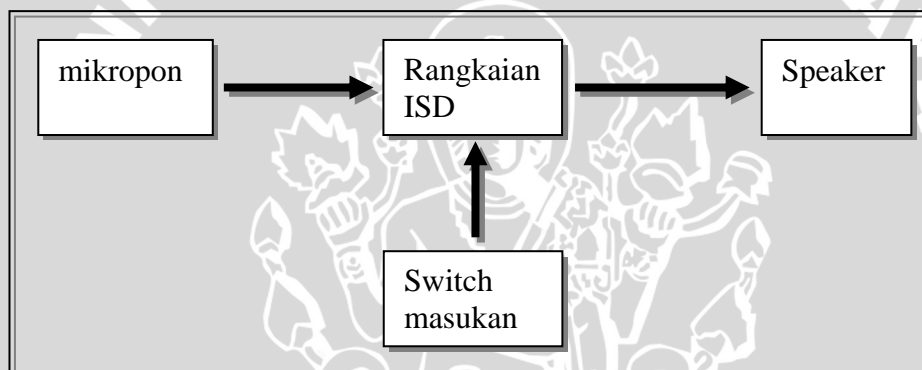 mikropon
Rangkaian
ISD
Speaker
Switch
masukan